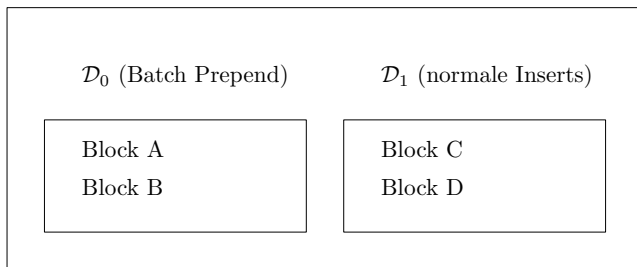 𝒟₀ (Batch Prepend)
𝒟₁ (normale Inserts)
Block A
Block B
Block C
Block D